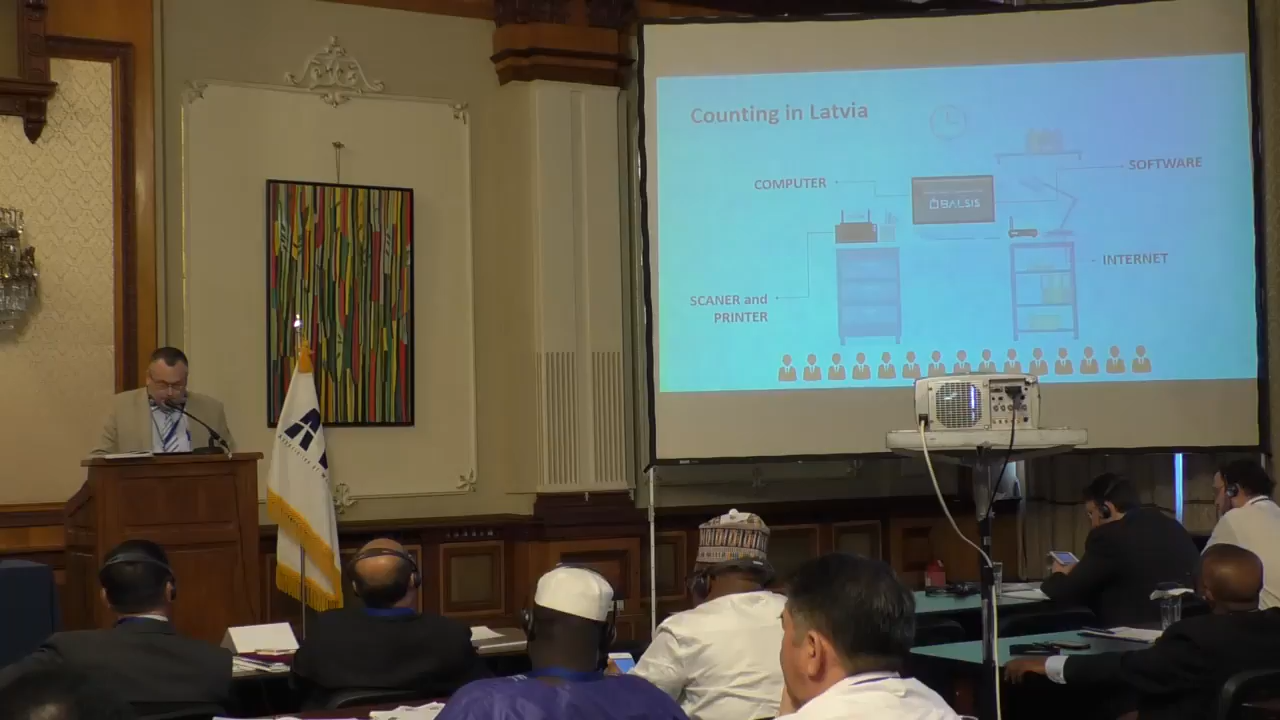 Counting in Latvia
SOFTWARE
COMPUTER
BALSIS
INTERNET
SCANER and
PRINTER